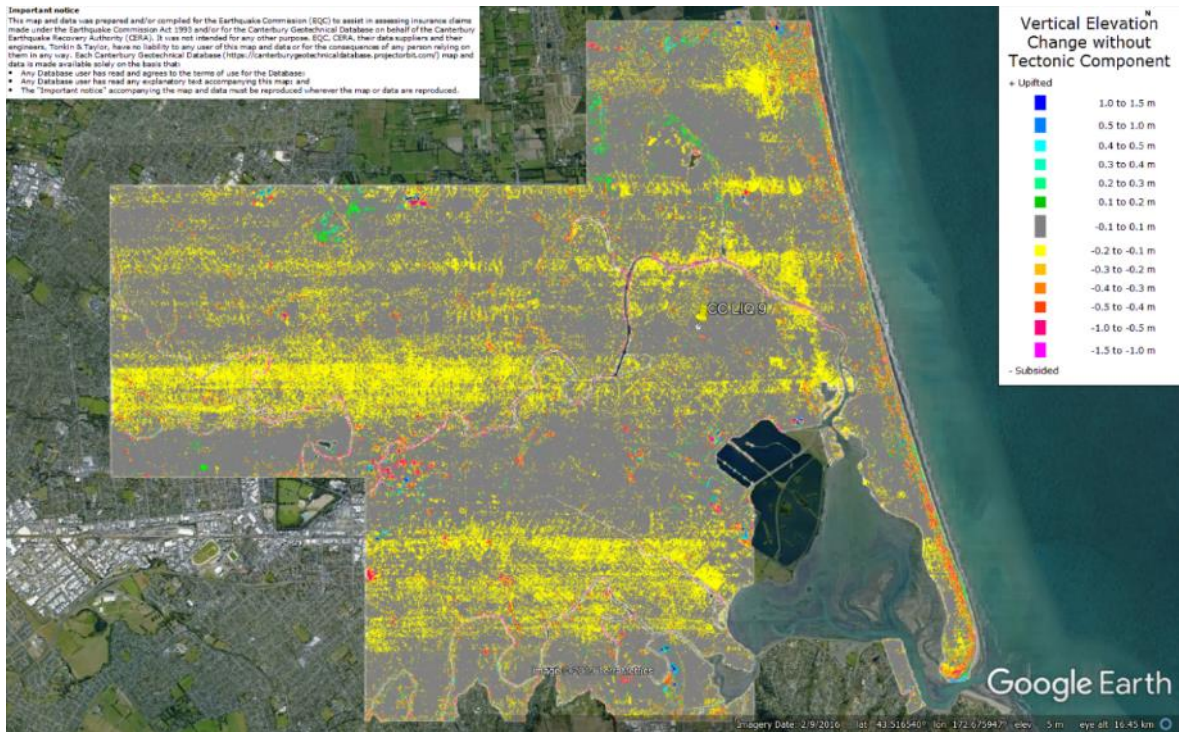 Important notice
This map and data was prepared and/or compiled for the Earthquake Commission (EQC) to assist in assessing insurance claims
made under the Earthquake Commission Act 1993 and/or for the Canterbury Geotechnical Database on behalf of the Canterbury
Earthquake Recovery Authority (CERA). It was not intended for any other purpose. EQC, CERA, their data suppliers and their
engineers, Tonkin & Taylor, have no liability to any user of this map and data or for the consequences of any person relying on
them in any way. Each Canterbury Geotechnical Database (https://canterburygeotechnicaldatabase.projectorbit.com/) map and
data is made available solely on the basis that:
• Any Database user has read and agrees to the terms of use for the Database;
• Any Database user has read any explanatory text accompanying this map; and
• The "Important notice" accompanying the map and data must be reproduced wherever the map or data are reproduced.
N
Vertical Elevation
Change without
Tectonic Component
+ Uplifted
1.0 to 1.5 m
0.5 to 1.0 m
0.4 to 0.5 m
0.3 to 0.4 m
0.2 to 0.3 m
0.1 to 0.2 m
-0.1 to 0.1 m
-0.2 to -0.1 m
-0.3 to -0.2 m
-0.4 to -0.3 m
-0.5 to -0.4 m
-1.0 to -0.5 m
-1.5 to -1.0 m
- Subsided
CC LIQ 9
Google Earth
Imagery Date: 2/9/2016 lat -43.516540° lon 172.675947° elev 5 m eye alt 16.45 km